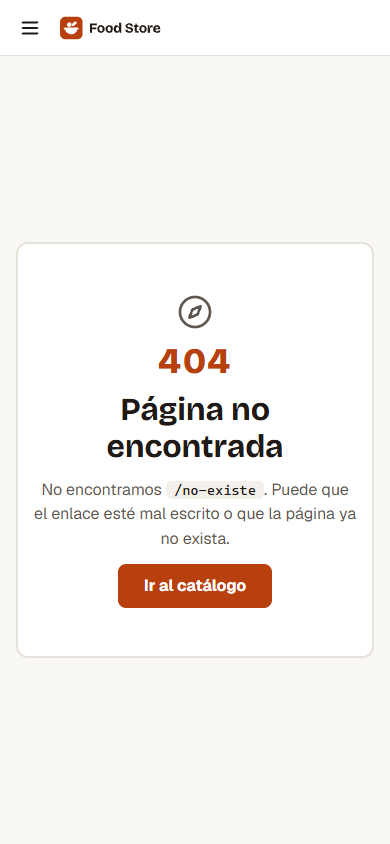 Food Store
404
Página no
encontrada
No encontramos /no-existe. Puede que
el enlace esté mal escrito o que la página ya
no exista.
Ir al catálogo